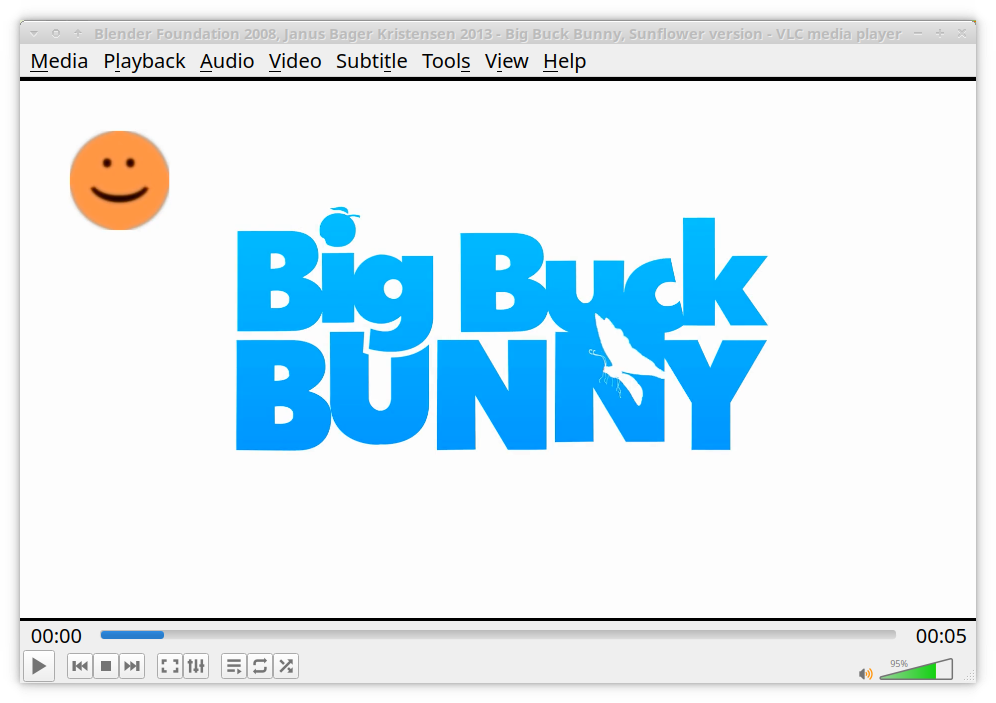 Blender Foundation 2008, Janus Bager Kristensen 2013 - Big Buck Bunny, Sunflower version - VLC media player
Media Playback Audio Video Subtitle Tools View Help
Big Buck
BUNNY
00:00 00:05
95%